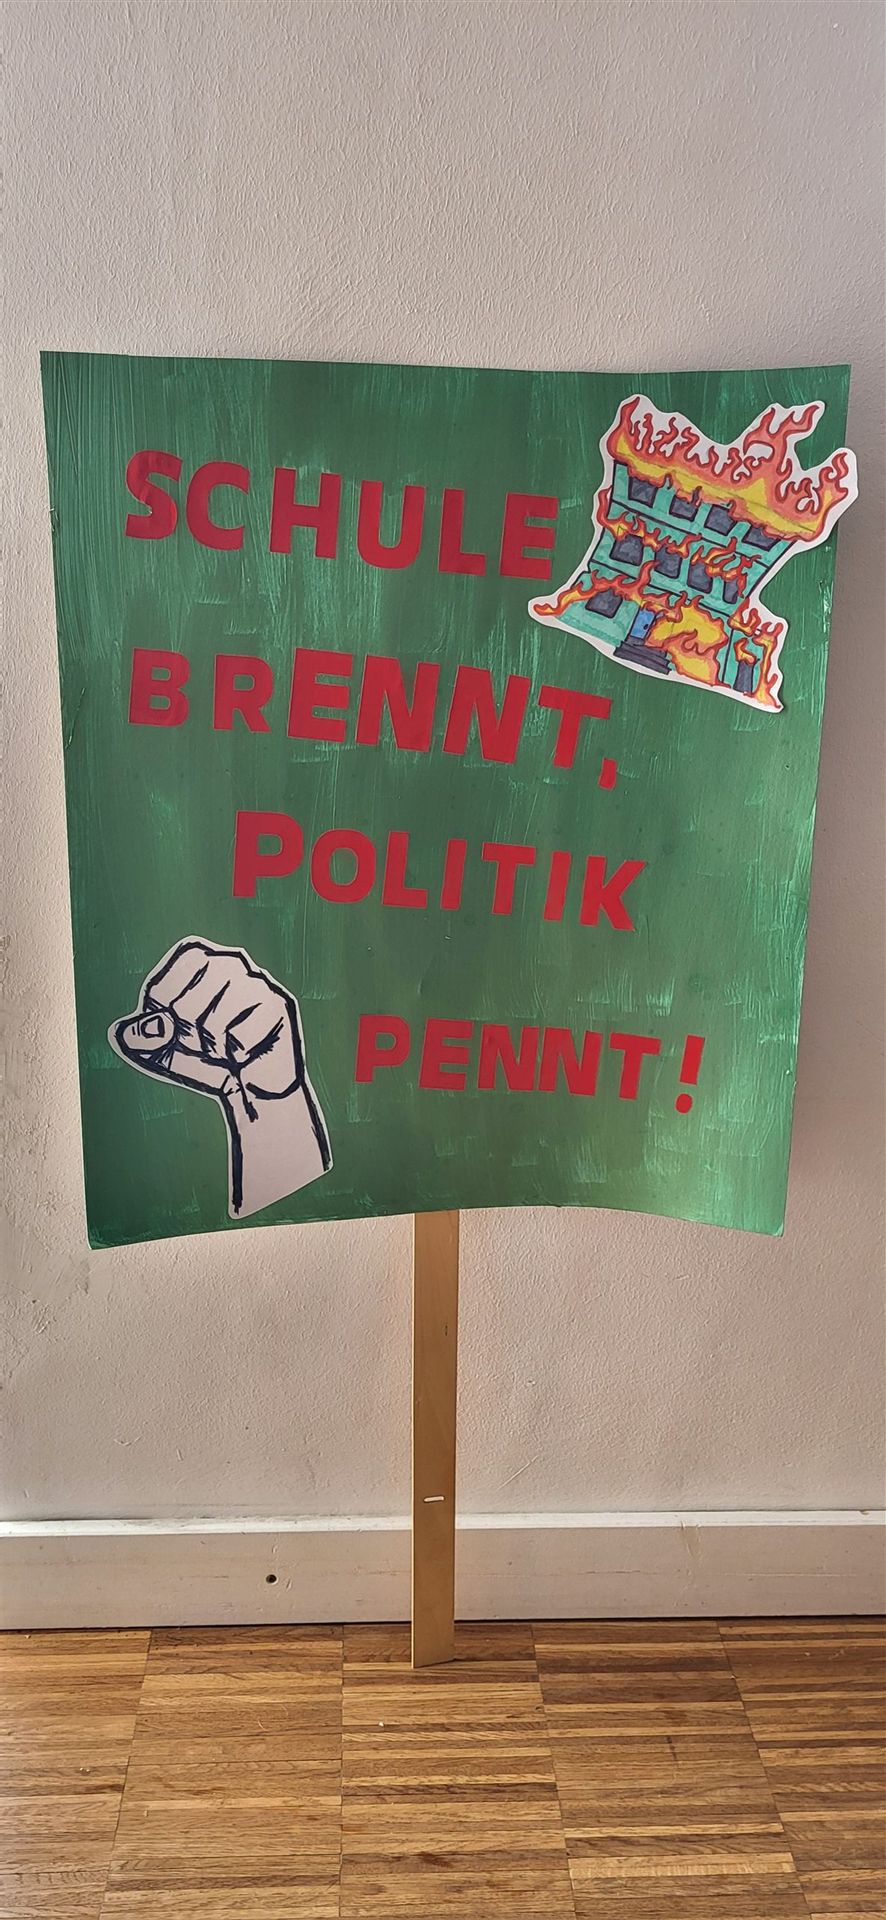 SCHULE
BRENNT,
POLITIK
PENNT!